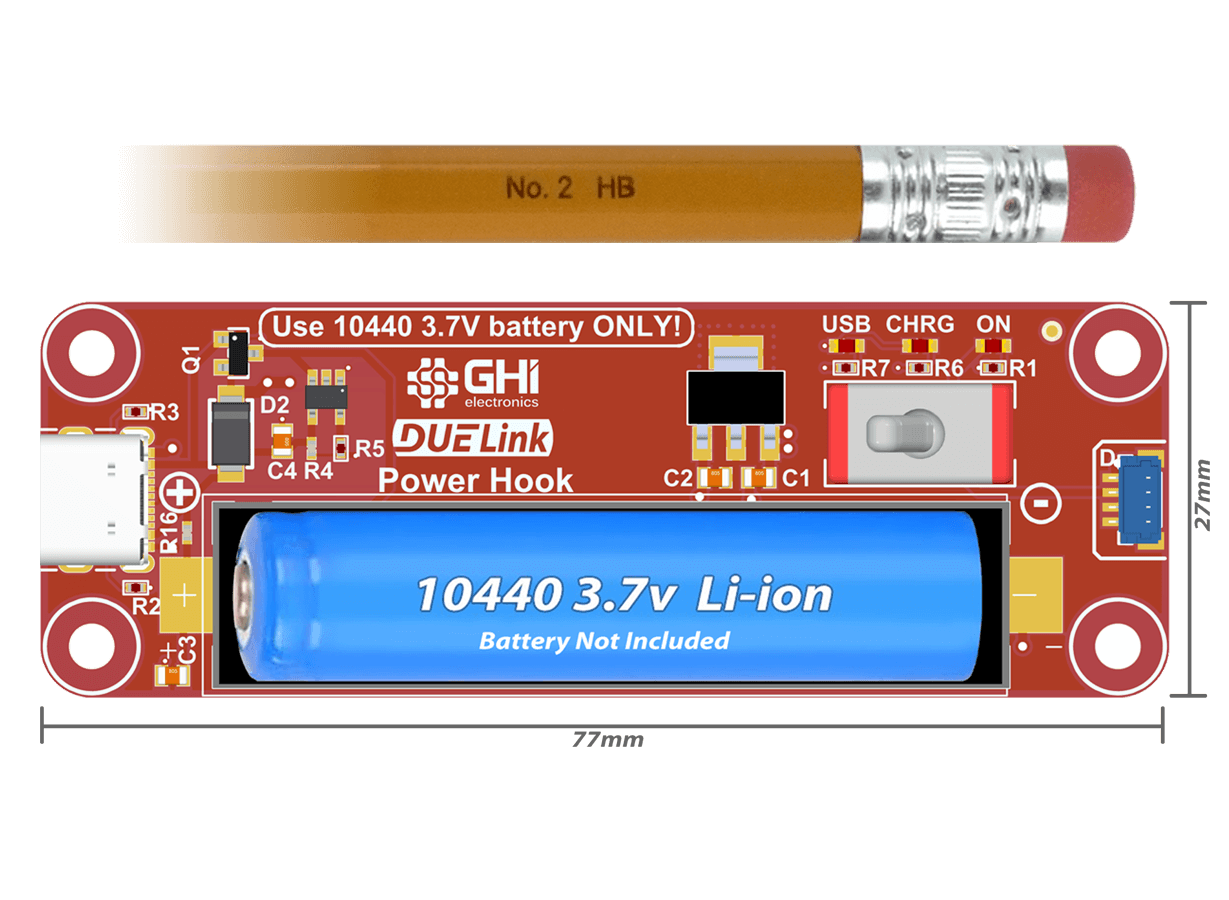 No. 2 HB
Use 10440 3.7V battery ONLY!
USB CHRG ON
Q1
R7 R6 R1
GHI
electronics
D2
R3
DUELink
R5
C4 R4
Power Hook
C2 C1
D
+
-
R16
10440 3.7v Li-ion
Battery Not Included
+
−
R2
+
C3
−
27mm
77mm